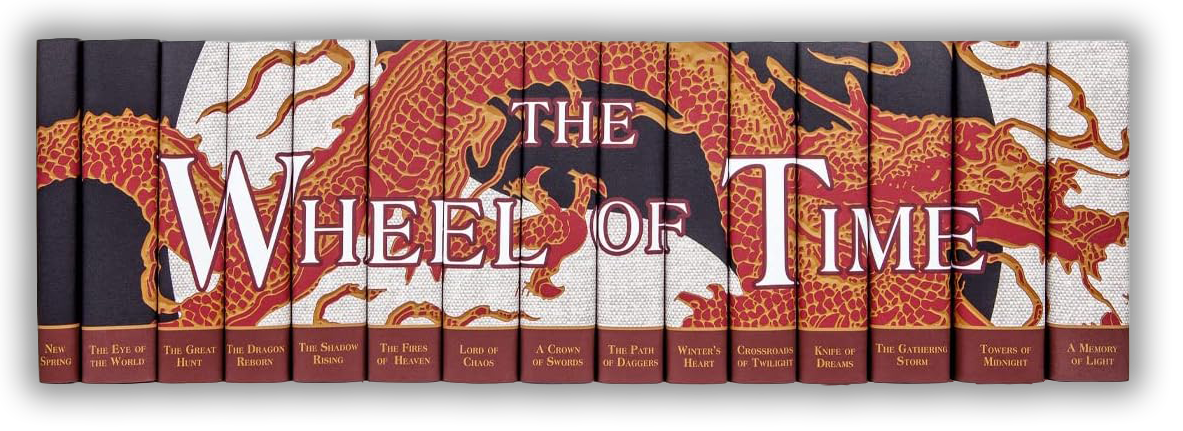 THE
WHEEL OF TIME
NEW
SPRING
THE EYE OF
THE WORLD
THE GREAT
HUNT
THE DRAGON
REBORN
THE SHADOW
RISING
THE FIRES
OF HEAVEN
LORD OF
CHAOS
A CROWN
OF SWORDS
THE PATH
OF DAGGERS
WINTER'S
HEART
CROSSROADS
OF TWILIGHT
KNIFE OF
DREAMS
THE GATHERING
STORM
TOWERS OF
MIDNIGHT
A MEMORY
OF LIGHT